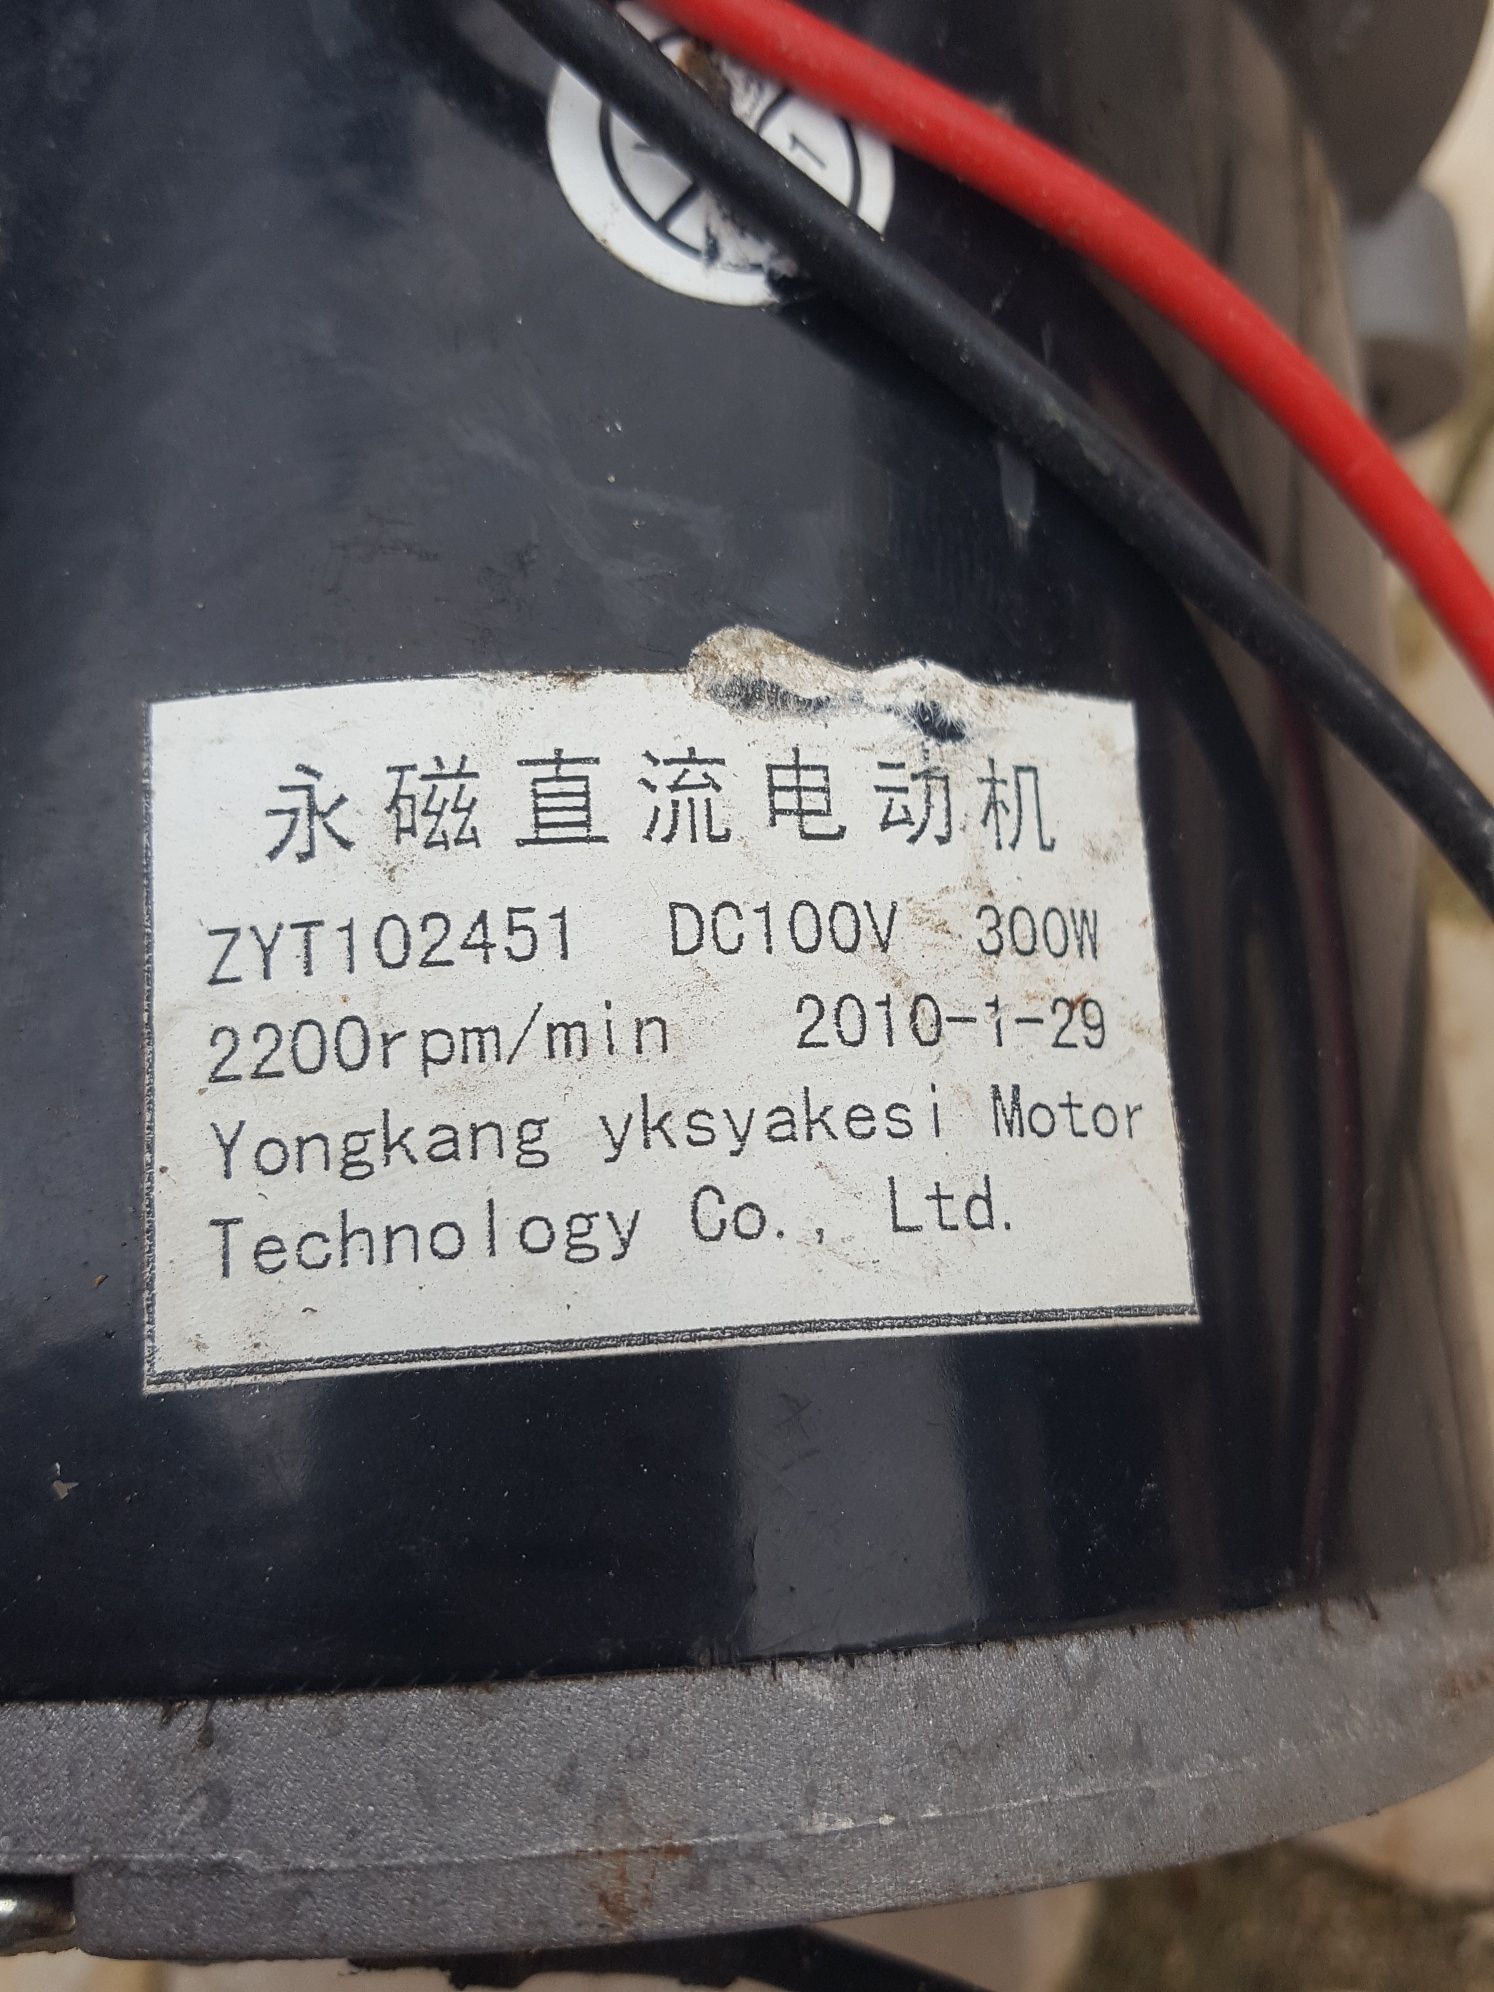 1
永磁直流电动机
ZYT102451 DC100V 300W
2200rpm/min 2010-1-29
Yongkang yksyakesi Motor
Technology Co., Ltd.